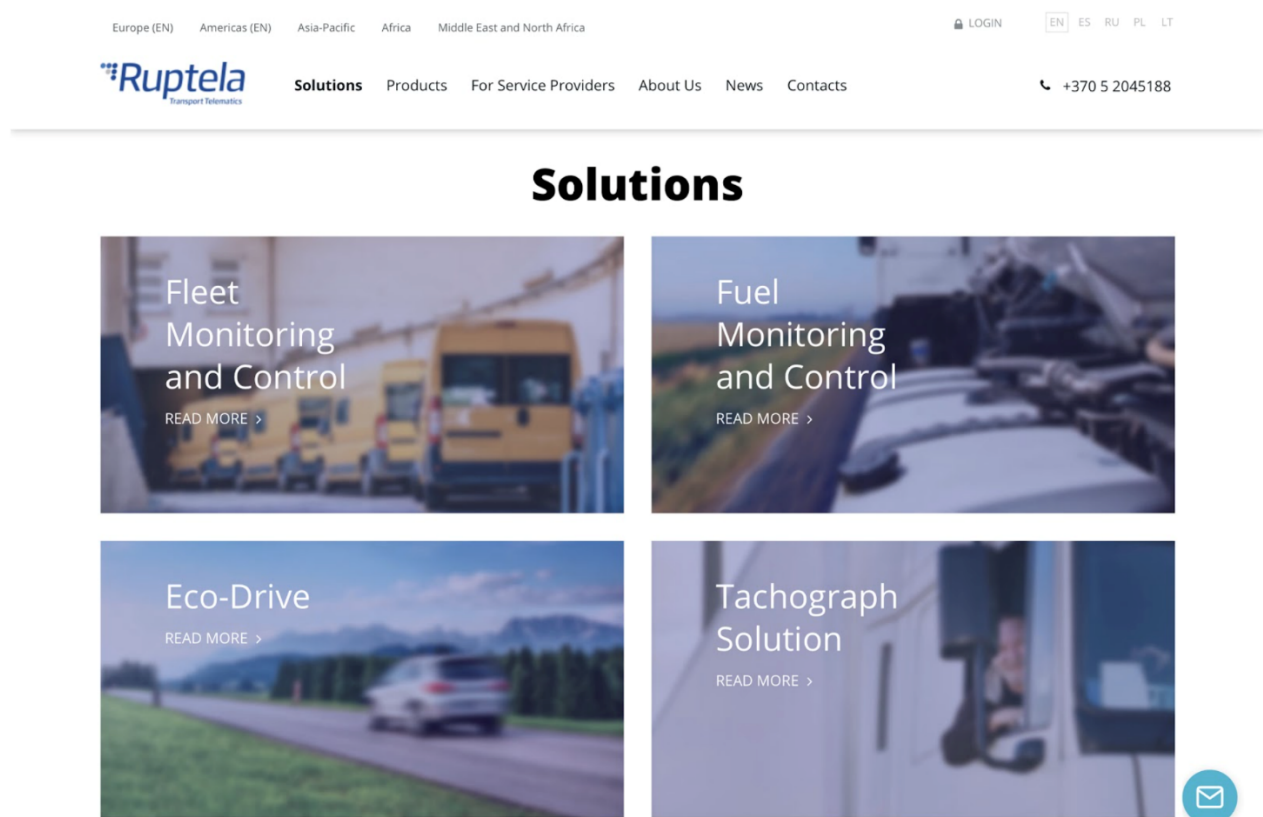 Europe (EN) Americas (EN) Asia-Pacific Africa Middle East and North Africa LOGIN EN ES RU PL LT
Ruptela
Transport Telematics
Solutions Products For Service Providers About Us News Contacts +370 5 2045188
Solutions
Fleet
Monitoring
and Control
READ MORE >
Fuel
Monitoring
and Control
READ MORE >
Eco-Drive
READ MORE >
Tachograph
Solution
READ MORE >